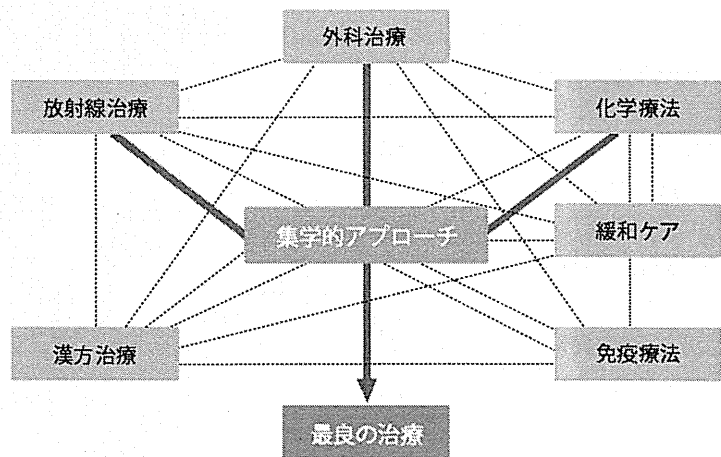 外科治療
放射線治療
化学療法
集学的アプローチ
緩和ケア
漢方治療
免疫療法
最良の治療